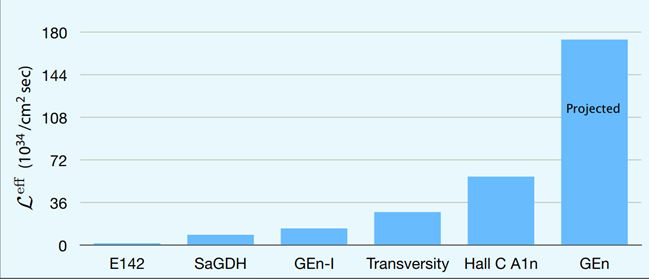 180
144
108
72
36
0
ℒᵉᶠᶠ (10³⁴/cm² sec)
Projected
E142 SaGDH GEn-I Transversity Hall C A1n GEn